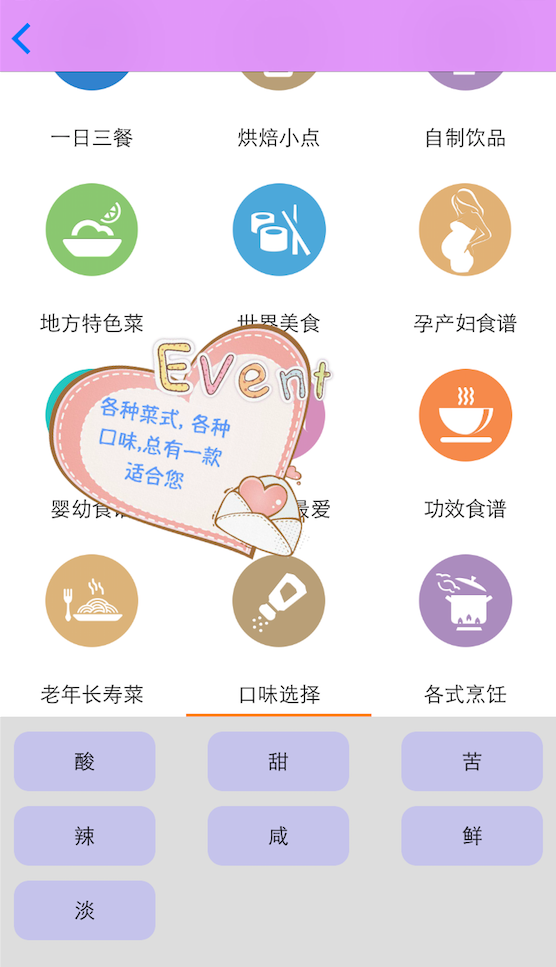 一日三餐
烘焙小点
自制饮品
地方特色菜
世界美食
孕产妇食谱
Event
各种菜式, 各种
口味,总有一款
适合您
婴幼食谱
最爱
功效食谱
老年长寿菜
口味选择
各式烹饪
酸
甜
苦
辣
咸
鲜
淡